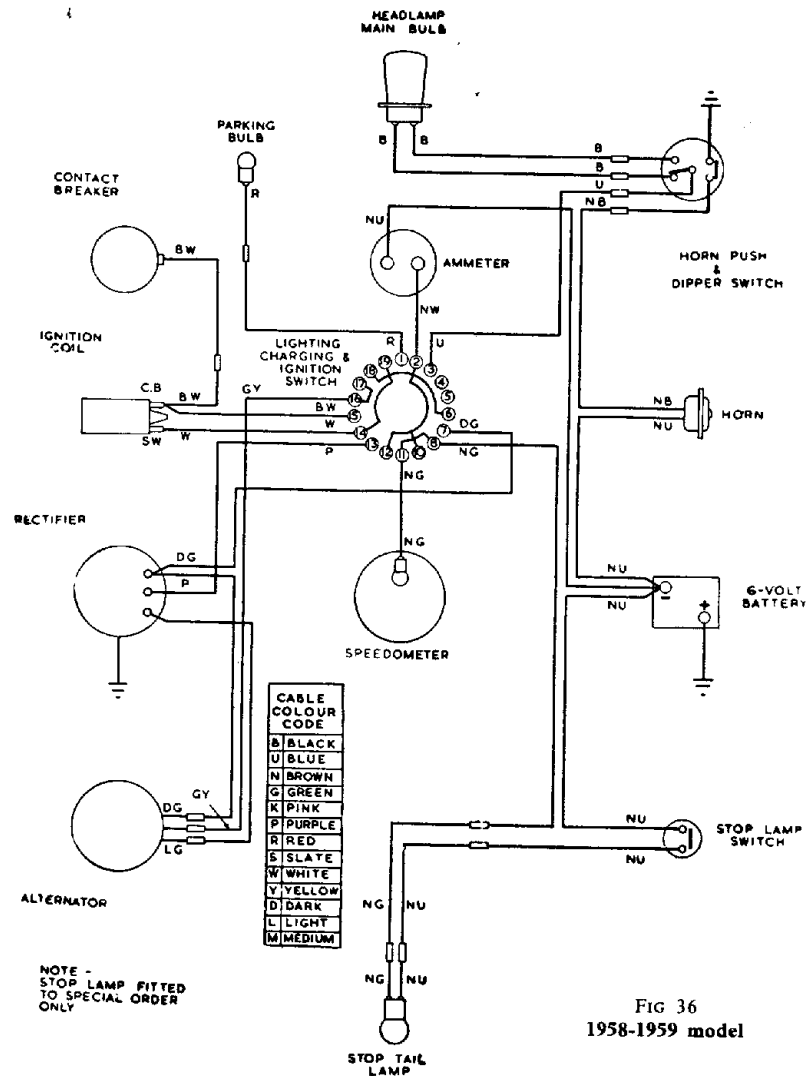 HEADLAMP
MAIN BULB
PARKING
BULB
B
B
B
B
U
NB
R
CONTACT
BREAKER
NU
BW
AMMETER
HORN PUSH
&
DIPPER SWITCH
NW
IGNITION
COIL
LIGHTING
CHARGING &
IGNITION
SWITCH
R
U
1
2
3
4
5
6
7
8
10
11
12
13
14
15
16
17
18
19
GY
C.B
BW
BW
SW
W
W
P
DG
NG
NB
NU
HORN
NG
RECTIFIER
DG
P
NG
NU
NU
6-VOLT
BATTERY
SPEEDOMETER
CABLE
COLOUR
CODE
B BLACK
U BLUE
N BROWN
G GREEN
K PINK
P PURPLE
R RED
S SLATE
W WHITE
Y YELLOW
D DARK
L LIGHT
M MEDIUM
GY
DG
LG
ALTERNATOR
NU
NU
STOP LAMP
SWITCH
NG
NU
NG
NU
NOTE -
STOP LAMP FITTED
TO SPECIAL ORDER
ONLY
STOP TAIL
LAMP
FIG 36
1958-1959 model